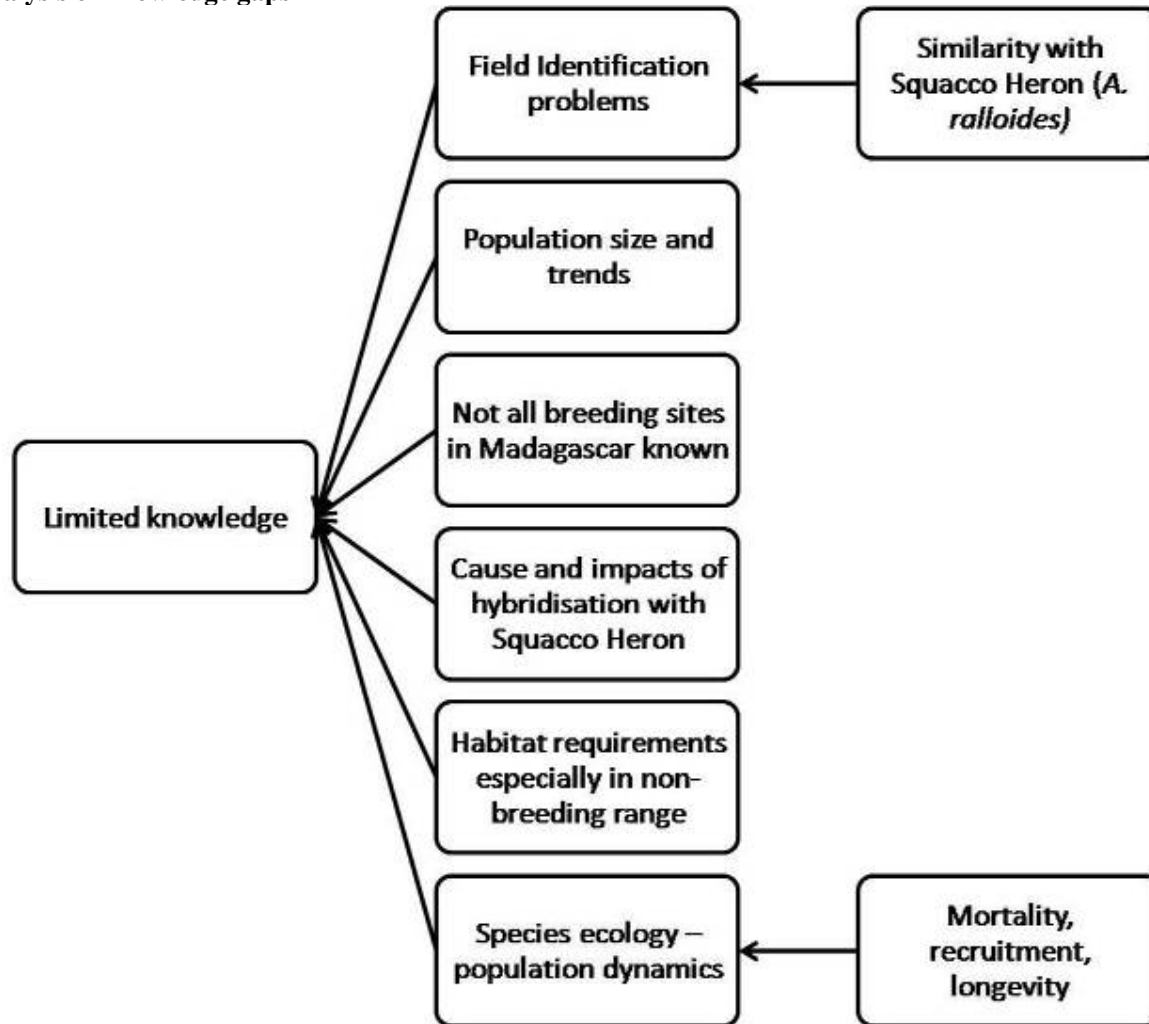 Field Identification
problems
Similarity with
Squacco Heron (A.
ralloides)
Population size and
trends
Not all breeding sites
in Madagascar known
Limited knowledge
Cause and impacts of
hybridisation with
Squacco Heron
Habitat requirements
especially in non-
breeding range
Species ecology –
population dynamics
Mortality,
recruitment,
longevity